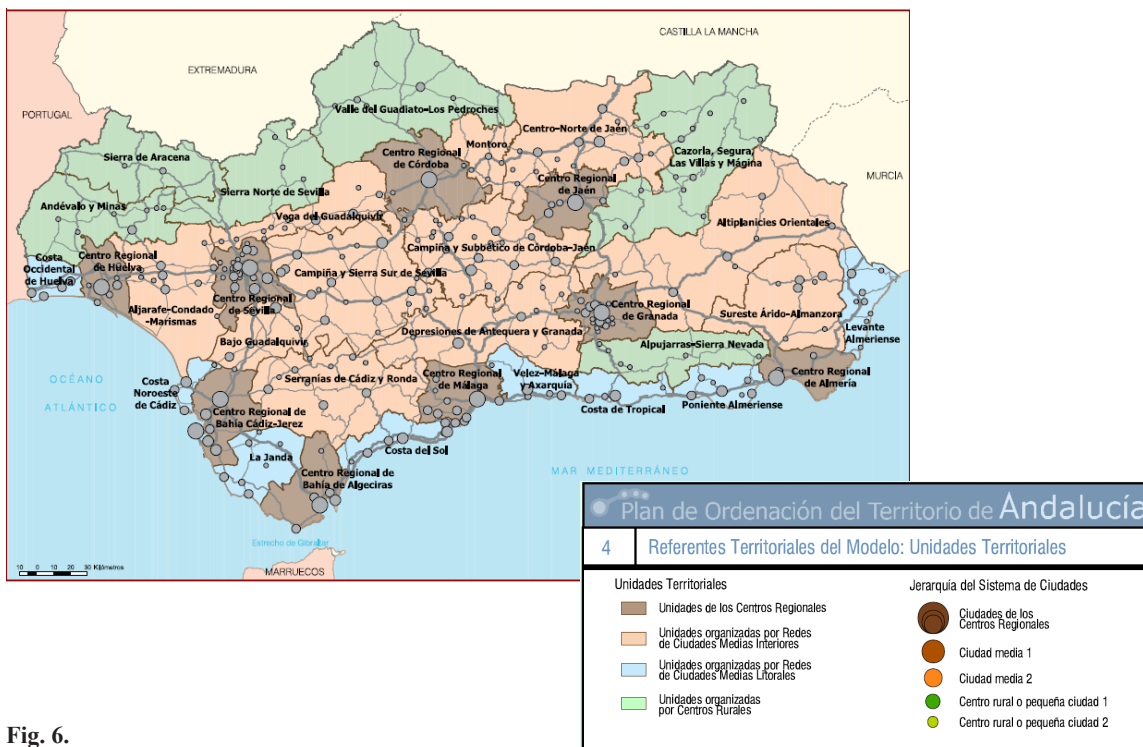 CASTILLA LA MANCHA
EXTREMADURA
PORTUGAL
MURCÍA
Valle del Guadiato-Los Pedroches
Centro-Norte de Jaén
Montoro
Sierra de Aracena
Centro Regional
de Córdoba
Cazorla, Segura,
Las Villas y Mágina
Centro Regional
de Jaén
Sierra Norte de Sevilla
Andévalo y Minas
Vega del Guadalquivir
Altiplanicies Orientales
Campiña y Subbético de Córdoba-Jaén
Costa
Occidental
de Huelva
Centro Regional
de Huelva
Campiña y Sierra Sur de Sevilla
Centro Regional
de Sevilla
Aljarafe-Condado
-Marismas
Centro Regional
de Granada
Sureste Árido-Almanzora
Depresiones de Antequera y Granada
Levante
Almeriense
Bajo Guadalquivir
Alpujarras-Sierra Nevada
OCÉANO
ATLÁNTICO
Costa
Noroeste
de Cádiz
Serranías de Cádiz y Ronda
Centro Regional
de Málaga
Velez-Málaga
y Axarquía
Centro Regional
de Almería
Costa de Tropical
Poniente Almeriense
Centro Regional de
Bahía Cádiz-Jerez
Costa del Sol
La Janda
Centro Regional de
Bahía de Algeciras
MAR MEDITERRÁNEO
Estrecho de Gibraltar
MARRUECOS
10 0 10 20 30 Kilómetros
Plan de Ordenación del Territorio de Andalucía
4 Referentes Territoriales del Modelo: Unidades Territoriales
Unidades Territoriales
Unidades de los Centros Regionales
Unidades organizadas por Redes
de Ciudades Medias Interiores
Unidades organizadas por Redes
de Ciudades Medias Litorales
Unidades organizadas
por Centros Rurales
Jerarquía del Sistema de Ciudades
Ciudades de los
Centros Regionales
Ciudad media 1
Ciudad media 2
Centro rural o pequeña ciudad 1
Centro rural o pequeña ciudad 2
Fig. 6.